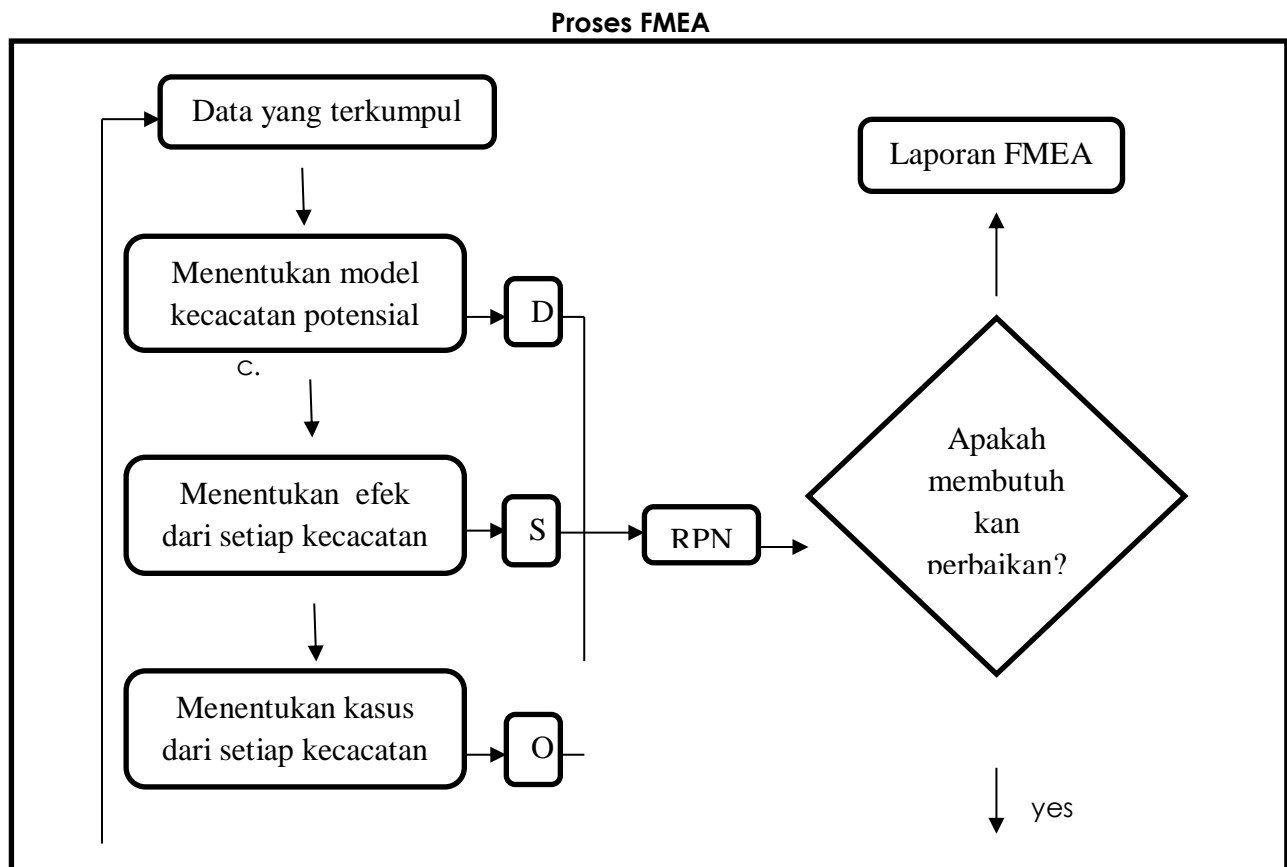 Proses FMEA
Data yang terkumpul
Laporan FMEA
Menentukan model
kecacatan potensial
D
c.
Menentukan efek
dari setiap kecacatan
S
RPN
Apakah
membutuh
kan
perbaikan?
Menentukan kasus
dari setiap kecacatan
O
yes